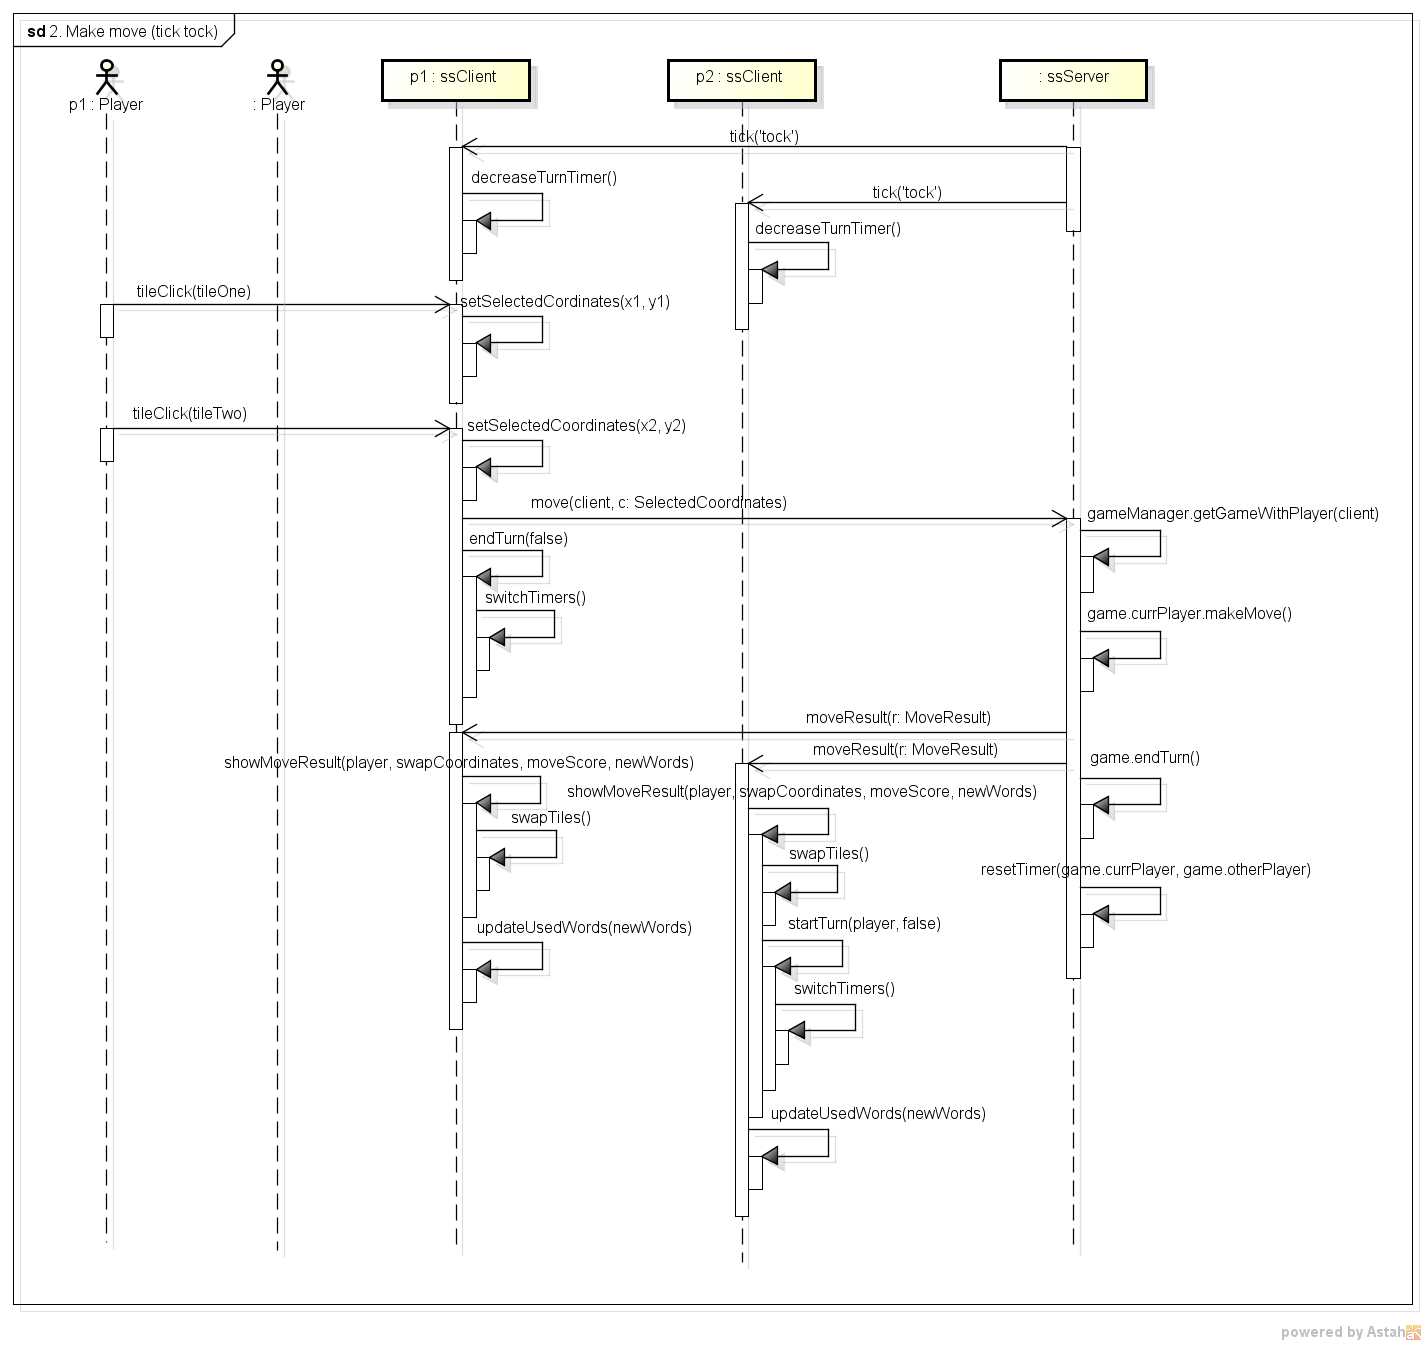 sd 2. Make move (tick tock)
p1 : Player
: Player
p1 : ssClient
p2 : ssClient
: ssServer
tick('tock')
decreaseTurnTimer()
tick('tock')
decreaseTurnTimer()
tileClick(tileOne)
setSelectedCordinates(x1, y1)
tileClick(tileTwo)
setSelectedCoordinates(x2, y2)
move(client, c: SelectedCoordinates)
gameManager.getGameWithPlayer(client)
endTurn(false)
switchTimers()
game.currPlayer.makeMove()
moveResult(r: MoveResult)
moveResult(r: MoveResult)
game.endTurn()
showMoveResult(player, swapCoordinates, moveScore, newWords)
showMoveResult(player, swapCoordinates, moveScore, newWords)
swapTiles()
swapTiles()
resetTimer(game.currPlayer, game.otherPlayer)
updateUsedWords(newWords)
startTurn(player, false)
switchTimers()
updateUsedWords(newWords)
powered by Astah